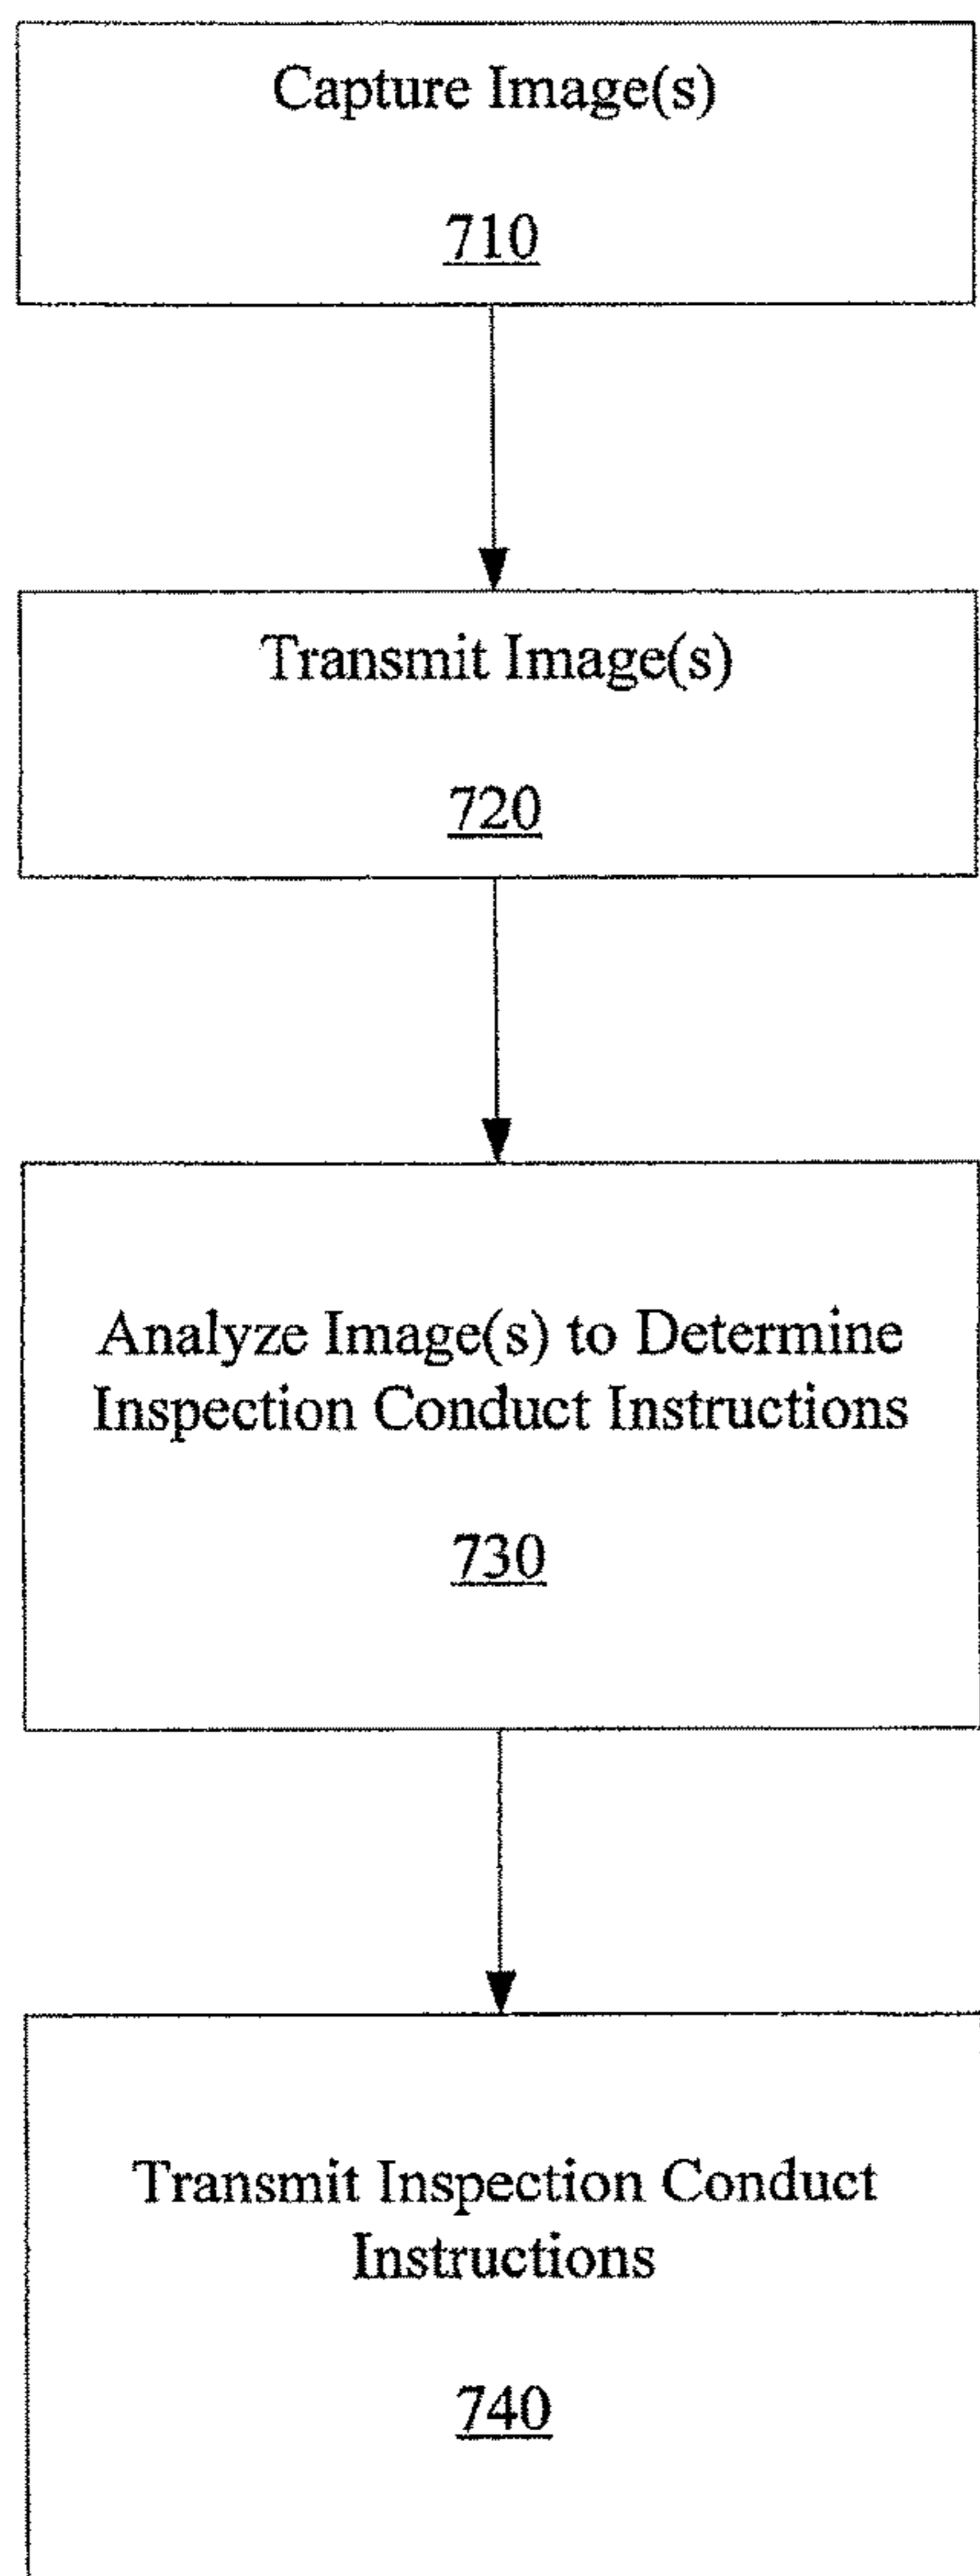 Capture Image(s)
710
Transmit Image(s)
720
Analyze Image(s) to Determine
Inspection Conduct Instructions
730
Transmit Inspection Conduct
Instructions
740